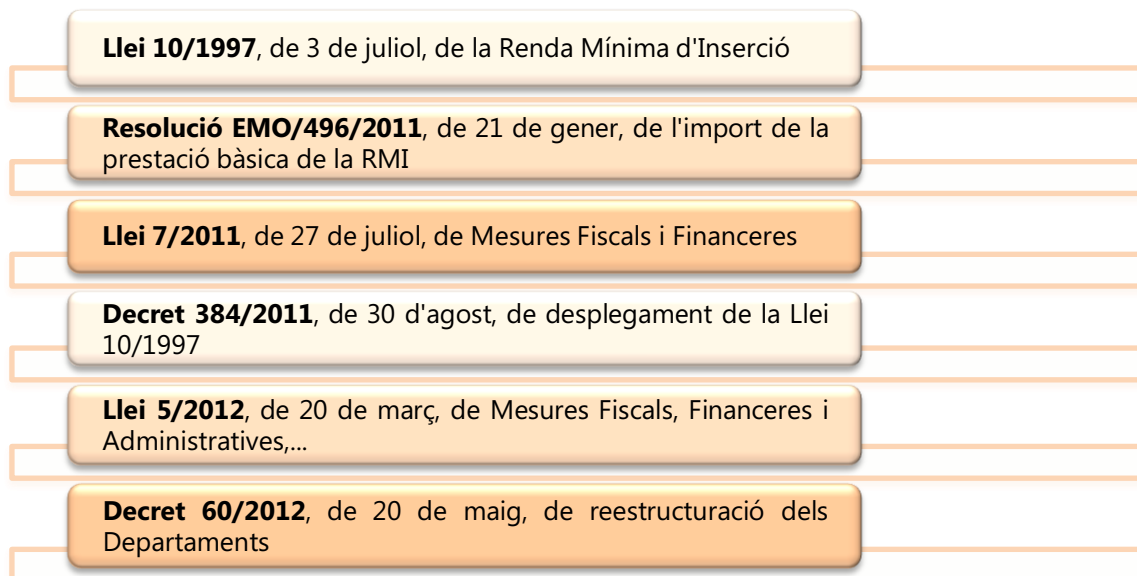 Llei 10/1997, de 3 de juliol, de la Renda Mínima d'Inserció
Resolució EMO/496/2011, de 21 de gener, de l'import de la
prestació bàsica de la RMI
Llei 7/2011, de 27 de juliol, de Mesures Fiscals i Financeres
Decret 384/2011, de 30 d'agost, de desplegament de la Llei
10/1997
Llei 5/2012, de 20 de març, de Mesures Fiscals, Financeres i
Administratives,...
Decret 60/2012, de 20 de maig, de reestructuració dels
Departaments